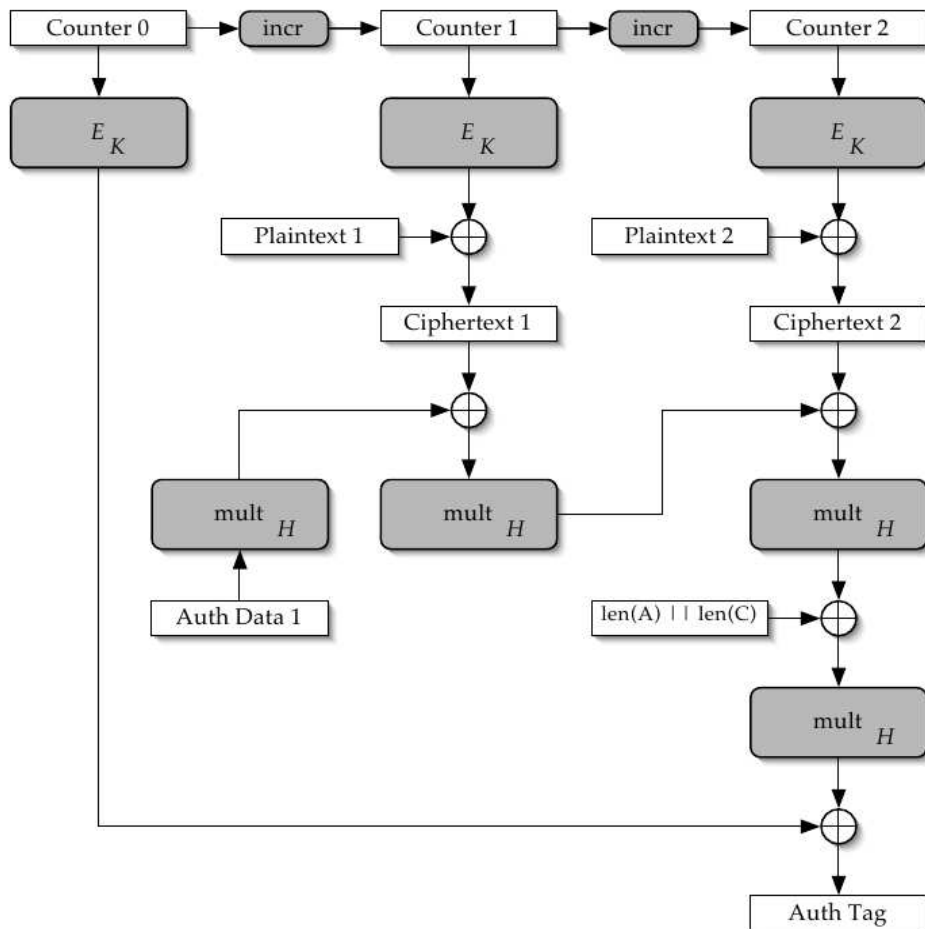 Counter 0
incr
Counter 1
incr
Counter 2
E K
E K
E K
Plaintext 1
Plaintext 2
Ciphertext 1
Ciphertext 2
mult H
mult H
mult H
Auth Data 1
len(A) || len(C)
mult H
Auth Tag